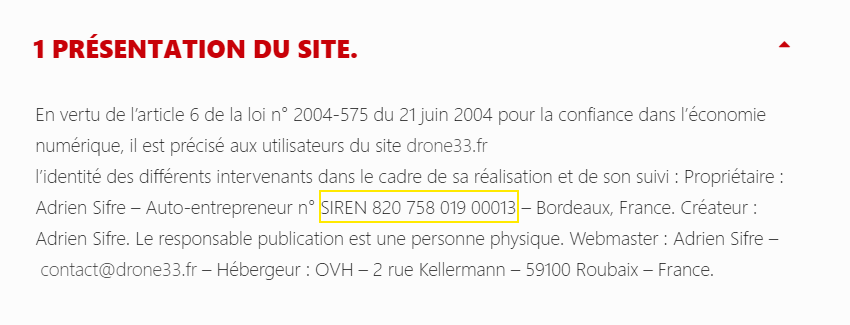 1 PRÉSENTATION DU SITE.
En vertu de l’article 6 de la loi n° 2004-575 du 21 juin 2004 pour la confiance dans l’économie
numérique, il est précisé aux utilisateurs du site drone33.fr
l’identité des différents intervenants dans le cadre de sa réalisation et de son suivi : Propriétaire :
Adrien Sifre – Auto-entrepreneur n° SIREN 820 758 019 00013 – Bordeaux, France. Créateur :
Adrien Sifre. Le responsable publication est une personne physique. Webmaster : Adrien Sifre –
contact@drone33.fr – Hébergeur : OVH – 2 rue Kellermann – 59100 Roubaix – France.